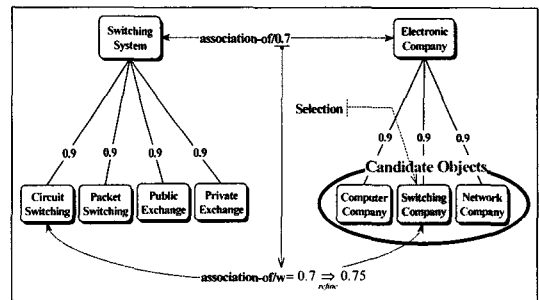 Switching
System
association-of/0.7
Electronic
Company
Selection
0.9
0.9
0.9
0.9
0.9
0.9
0.9
Candidate Objects
Circuit
Switching
Packet
Switching
Public
Exchange
Private
Exchange
Computer
Company
Switching
Company
Network
Company
association-of/w= 0.7 ⇒ 0.75
refine